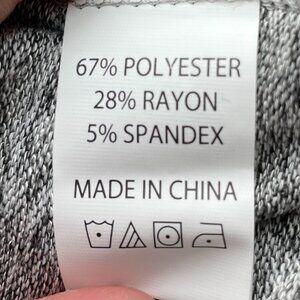 67% POLYESTER
28% RAYON
5% SPANDEX
MADE IN CHINA